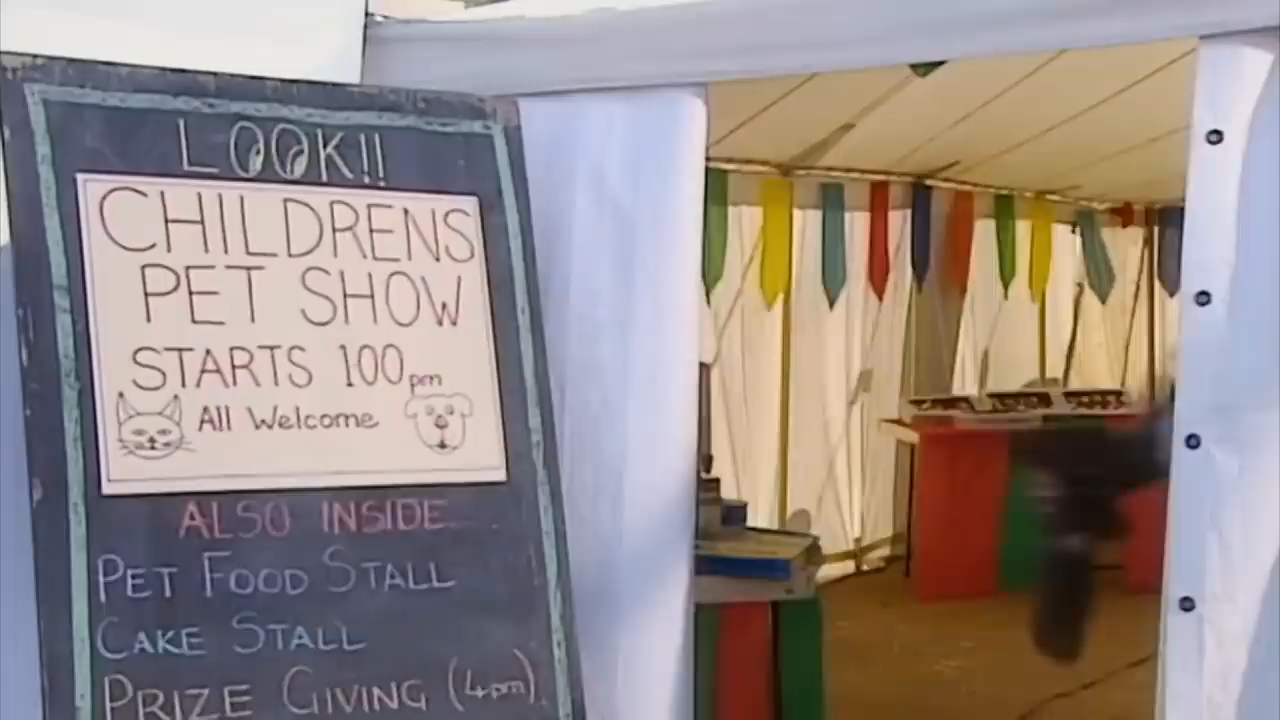 LOOK!!
CHILDRENS
PET SHOW
STARTS 100pm
All Welcome
ALSO INSIDE
PET FOOD STALL
CAKE STALL
PRIZE GIVING (4pm)